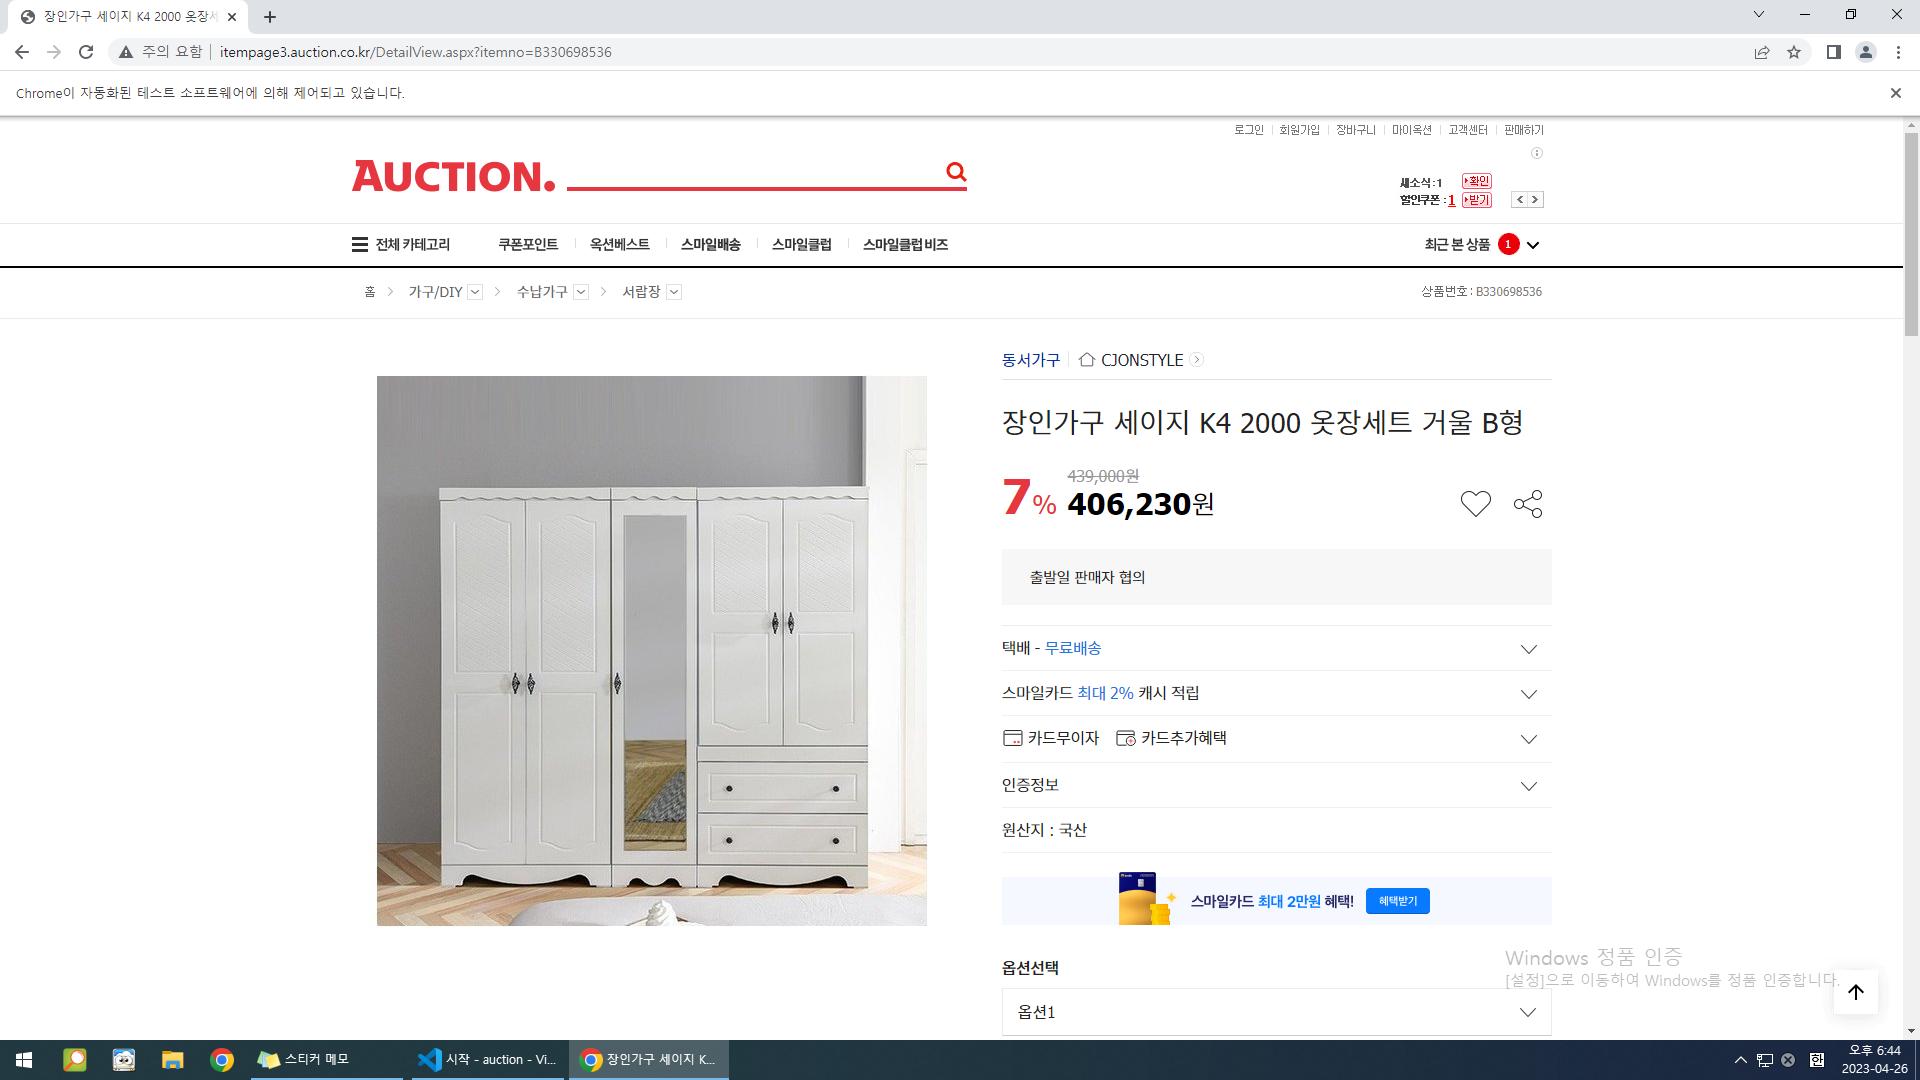 장인가구 세이지 K4 2000 옷장세
주의 요함
itempage3.auction.co.kr/DetailView.aspx?itemno=B330698536
Chrome이 자동화된 테스트 소프트웨어에 의해 제어되고 있습니다.
로그인 회원가입 장바구니 마이옥션 고객센터 판매하기
AUCTION.
새소식:1 확인
할인쿠폰 : 1 받기
전체 카테고리 쿠폰포인트 옥션베스트 스마일배송 스마일클럽 스마일클럽 비즈 최근 본 상품 1
홈 가구/DIY 수납가구 서랍장 상품번호 : B330698536
동서가구 CJONSTYLE
장인가구 세이지 K4 2000 옷장세트 거울 B형
439,000원
7% 406,230원
출발일 판매자 협의
택배 - 무료배송
스마일카드 최대 2% 캐시 적립
카드무이자 카드추가혜택
인증정보
원산지 : 국산
스마일카드 최대 2만원 혜택! 혜택받기
옵션선택
옵션1
Windows 정품 인증
[설정]으로 이동하여 Windows를 정품 인증합니다.
스티커 메모 시작 - auction - Vi... 장인가구 세이지 K... 한 오후 6:44
2023-04-26